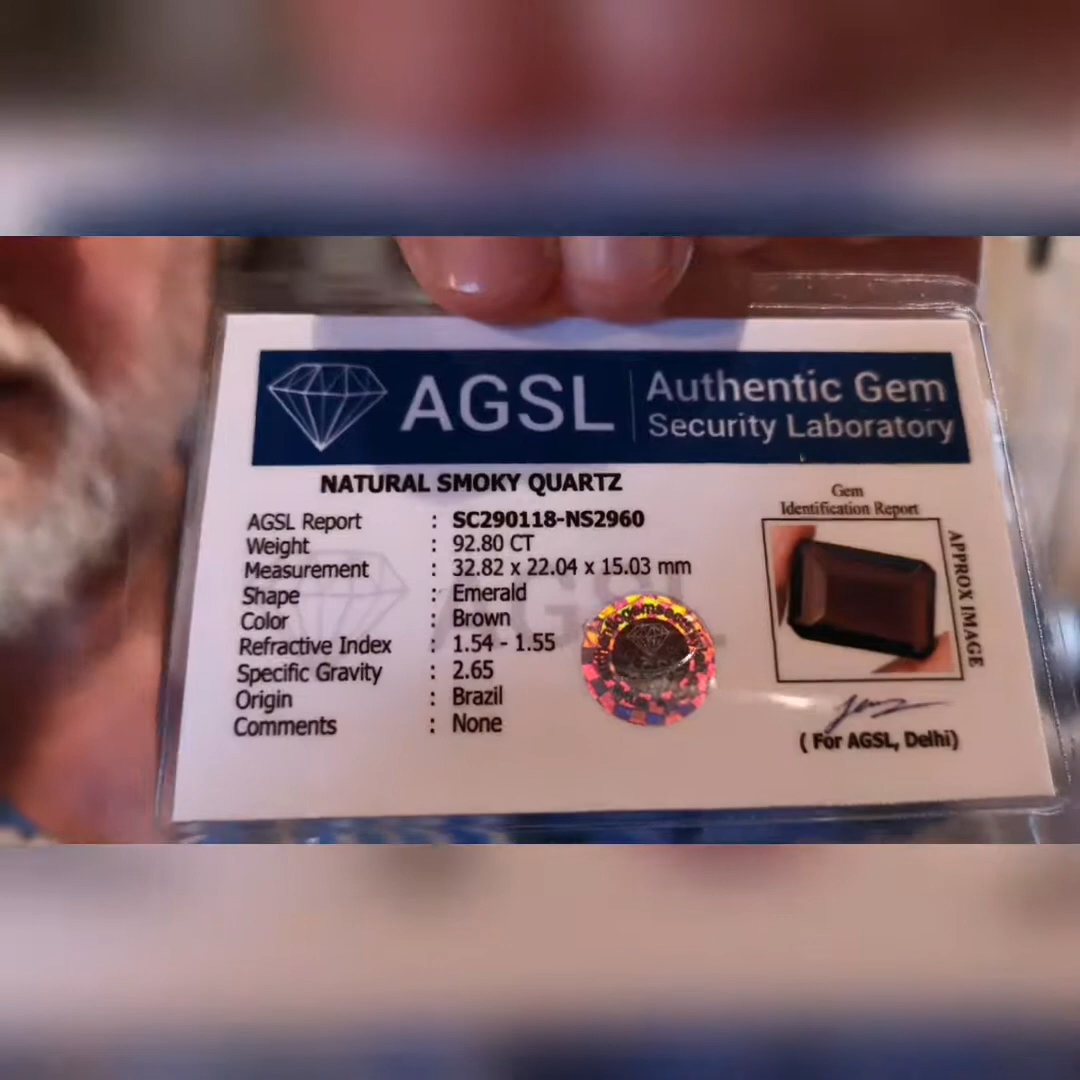 AGSL
Authentic Gem
Security Laboratory
NATURAL SMOKY QUARTZ
AGSL Report : SC290118-NS2960
Weight : 92.80 CT
Measurement : 32.82 x 22.04 x 15.03 mm
Shape : Emerald
Color : Brown
Refractive Index : 1.54 - 1.55
Specific Gravity : 2.65
Origin : Brazil
Comments : None
Gem
Identification Report
APPROX IMAGE
( For AGSL, Delhi)
AGSL